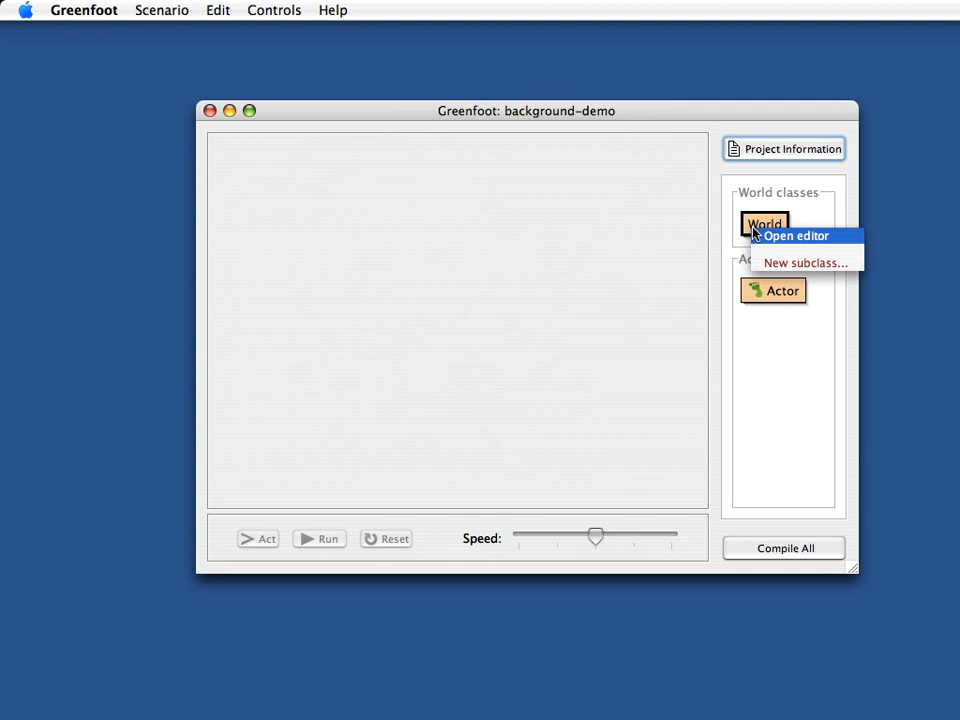 Greenfoot Scenario Edit Controls Help
Greenfoot: background-demo
Project Information
World classes
World
Open editor
New subclass...
Actor
Act Run Reset Speed:
Compile All